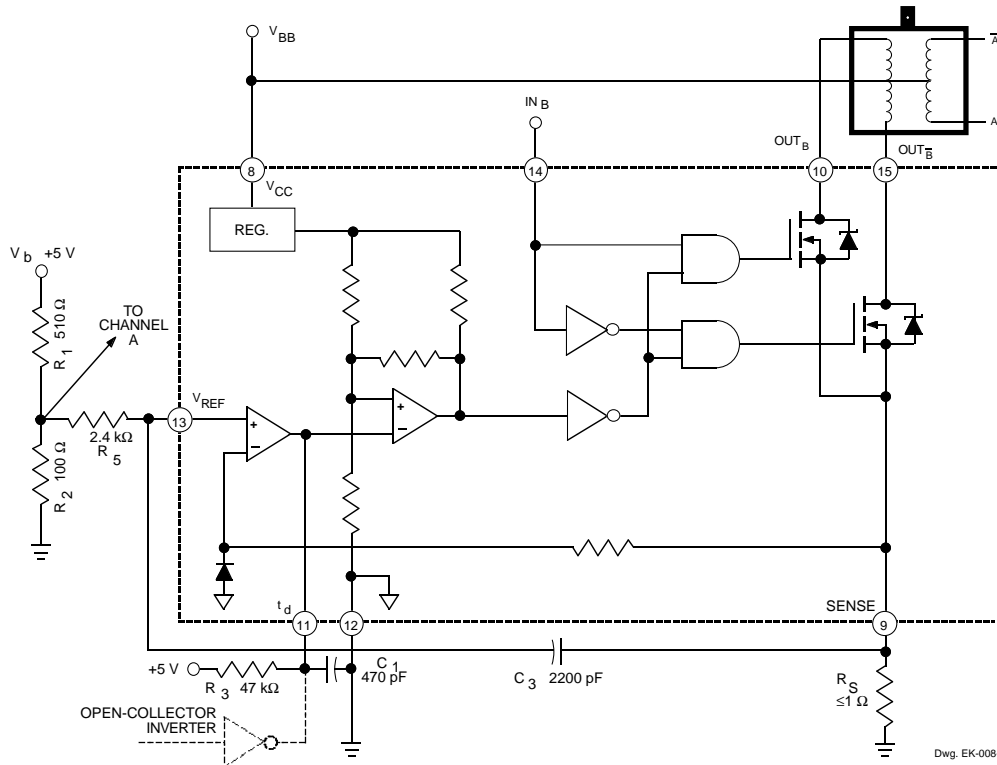 V_BB
A̅
IN_B
A
OUT_B
OUT_B̅
8
14
10
15
V_CC
REG.
V_b +5 V
TO
CHANNEL
A
R_1 510 Ω
V_REF
+
−
+
−
13
2.4 kΩ
R_5
R_2 100 Ω
t_d
SENSE
11
12
9
+5 V
R_3 47 kΩ
C_1
470 pF
C_3 2200 pF
R_S
≤1 Ω
OPEN-COLLECTOR
INVERTER
Dwg. EK-008